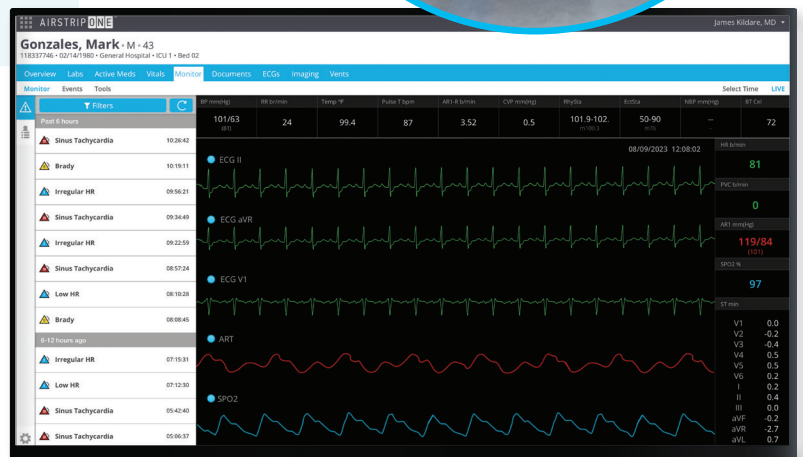 AIRSTRIP ONE
James Kildare, MD
Gonzales, Mark • M • 43
118337746 • 02/14/1980 • General Hospital • ICU 1 • Bed 02
Overview Labs Active Meds Vitals Monitor Documents ECGs Imaging Vents
Monitor Events Tools Select Time LIVE
Filters
BP mm(Hg) RR br/min Temp °F Pulse T bpm AR1-R b/min CVP mm(Hg) RhySta EctSta NBP mm(Hg) BT Cel
101/63 24 99.4 87 3.52 0.5 101.9-102. 50-90 -- 72
(81)
Past 6 hours
Sinus Tachycardia 10:26:42
Brady 10:19:11
Irregular HR 09:56:21
Sinus Tachycardia 09:34:49
Irregular HR 09:22:59
Sinus Tachycardia 08:57:24
Low HR 08:10:28
Brady 08:08:45
6-12 hours ago
Irregular HR 07:15:31
Low HR 07:12:30
Sinus Tachycardia 05:42:40
Sinus Tachycardia 05:06:37
08/09/2023 12:08:02
ECG II
ECG aVR
ECG V1
ART
SPO2
HR b/min
81
PVC b/min
0
AR1 mm(Hg)
119/84
(101)
SPO2 %
97
ST mm
V1 0.0
V2 -0.2
V3 -0.4
V4 0.5
V5 0.5
V6 0.2
I 0.2
II 0.4
III 0.0
aVF -0.2
aVR -2.7
aVL 0.7